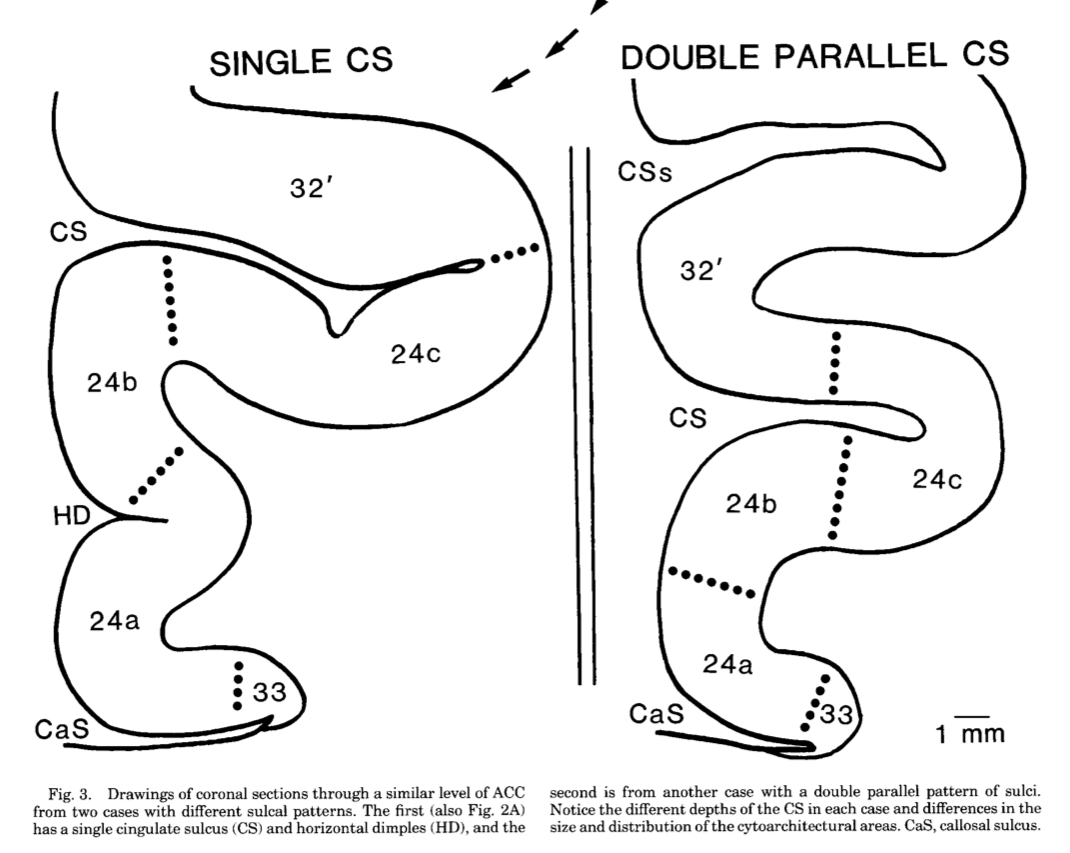 SINGLE CS
32′
CS
24c
24b
HD
24a
33
CaS
DOUBLE PARALLEL CS
CSs
32′
CS
24c
24b
24a
CaS
33
1 mm
Fig. 3. Drawings of coronal sections through a similar level of ACC
from two cases with different sulcal patterns. The first (also Fig. 2A)
has a single cingulate sulcus (CS) and horizontal dimples (HD), and the
second is from another case with a double parallel pattern of sulci.
Notice the different depths of the CS in each case and differences in the
size and distribution of the cytoarchitectural areas. CaS, callosal sulcus.